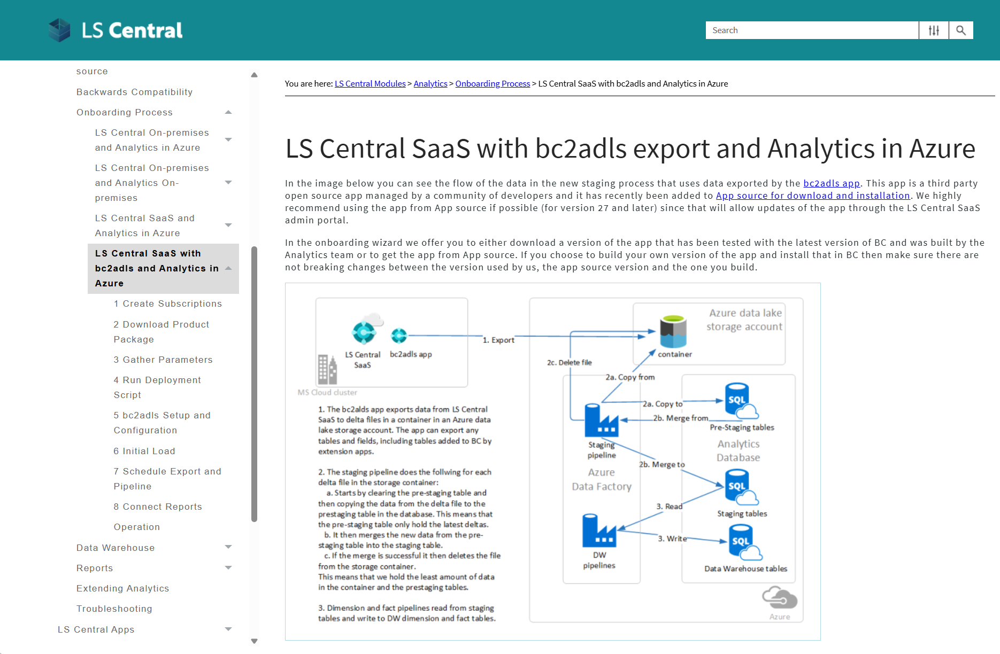 LS Central
Search
source
Backwards Compatibility
Onboarding Process
LS Central On-premises
and Analytics in Azure
LS Central On-premises
and Analytics On-
premises
LS Central SaaS and
Analytics in Azure
LS Central SaaS with
bc2adls and Analytics in
Azure
1 Create Subscriptions
2 Download Product
Package
3 Gather Parameters
4 Run Deployment
Script
5 bc2adls Setup and
Configuration
6 Initial Load
7 Schedule Export and
Pipeline
8 Connect Reports
Operation
Data Warehouse
Reports
Extending Analytics
Troubleshooting
LS Central Apps
You are here: LS Central Modules > Analytics > Onboarding Process > LS Central SaaS with bc2adls and Analytics in Azure
LS Central SaaS with bc2adls export and Analytics in Azure
In the image below you can see the flow of the data in the new staging process that uses data exported by the bc2adls app. This app is a third party
open source app managed by a community of developers and it has recently been added to App source for download and installation. We highly
recommend using the app from App source if possible (for version 27 and later) since that will allow updates of the app through the LS Central SaaS
admin portal.
In the onboarding wizard we offer you to either download a version of the app that has been tested with the latest version of BC and was built by the
Analytics team or to get the app from App source. If you choose to build your own version of the app and install that in BC then make sure there are
not breaking changes between the version used by us, the app source version and the one you build.
LS Central
SaaS
bc2adls app
MS Cloud cluster
1. Export
Azure data lake
storage account
container
2c. Delete file
2a. Copy from
2a. Copy to
2b. Merge from
SQL
Pre-Staging tables
Staging
pipeline
Analytics
Database
2b. Merge to
Azure
Data Factory
SQL
Staging tables
3. Read
DW
pipelines
3. Write
SQL
Data Warehouse tables
Azure
1. The bc2alds app exports data from LS Central
SaaS to delta files in a container in an Azure data
lake storage account. The app can export any
tables and fields, including tables added to BC by
extension apps.
2. The staging pipeline does the follwing for each
delta file in the storage container:
a. Starts by clearing the pre-staging table and
then copying the data from the delta file to the
prestaging table in the database. This means that
the pre-staging table only hold the latest deltas.
b. It then merges the new data from the pre-
staging table into the staging table.
c. If the merge is successful it then deletes the file
from the storage container.
This means that we hold the least amount of data
in the container and the prestaging tables.
3. Dimension and fact pipelines read from staging
tables and write to DW dimension and fact tables.